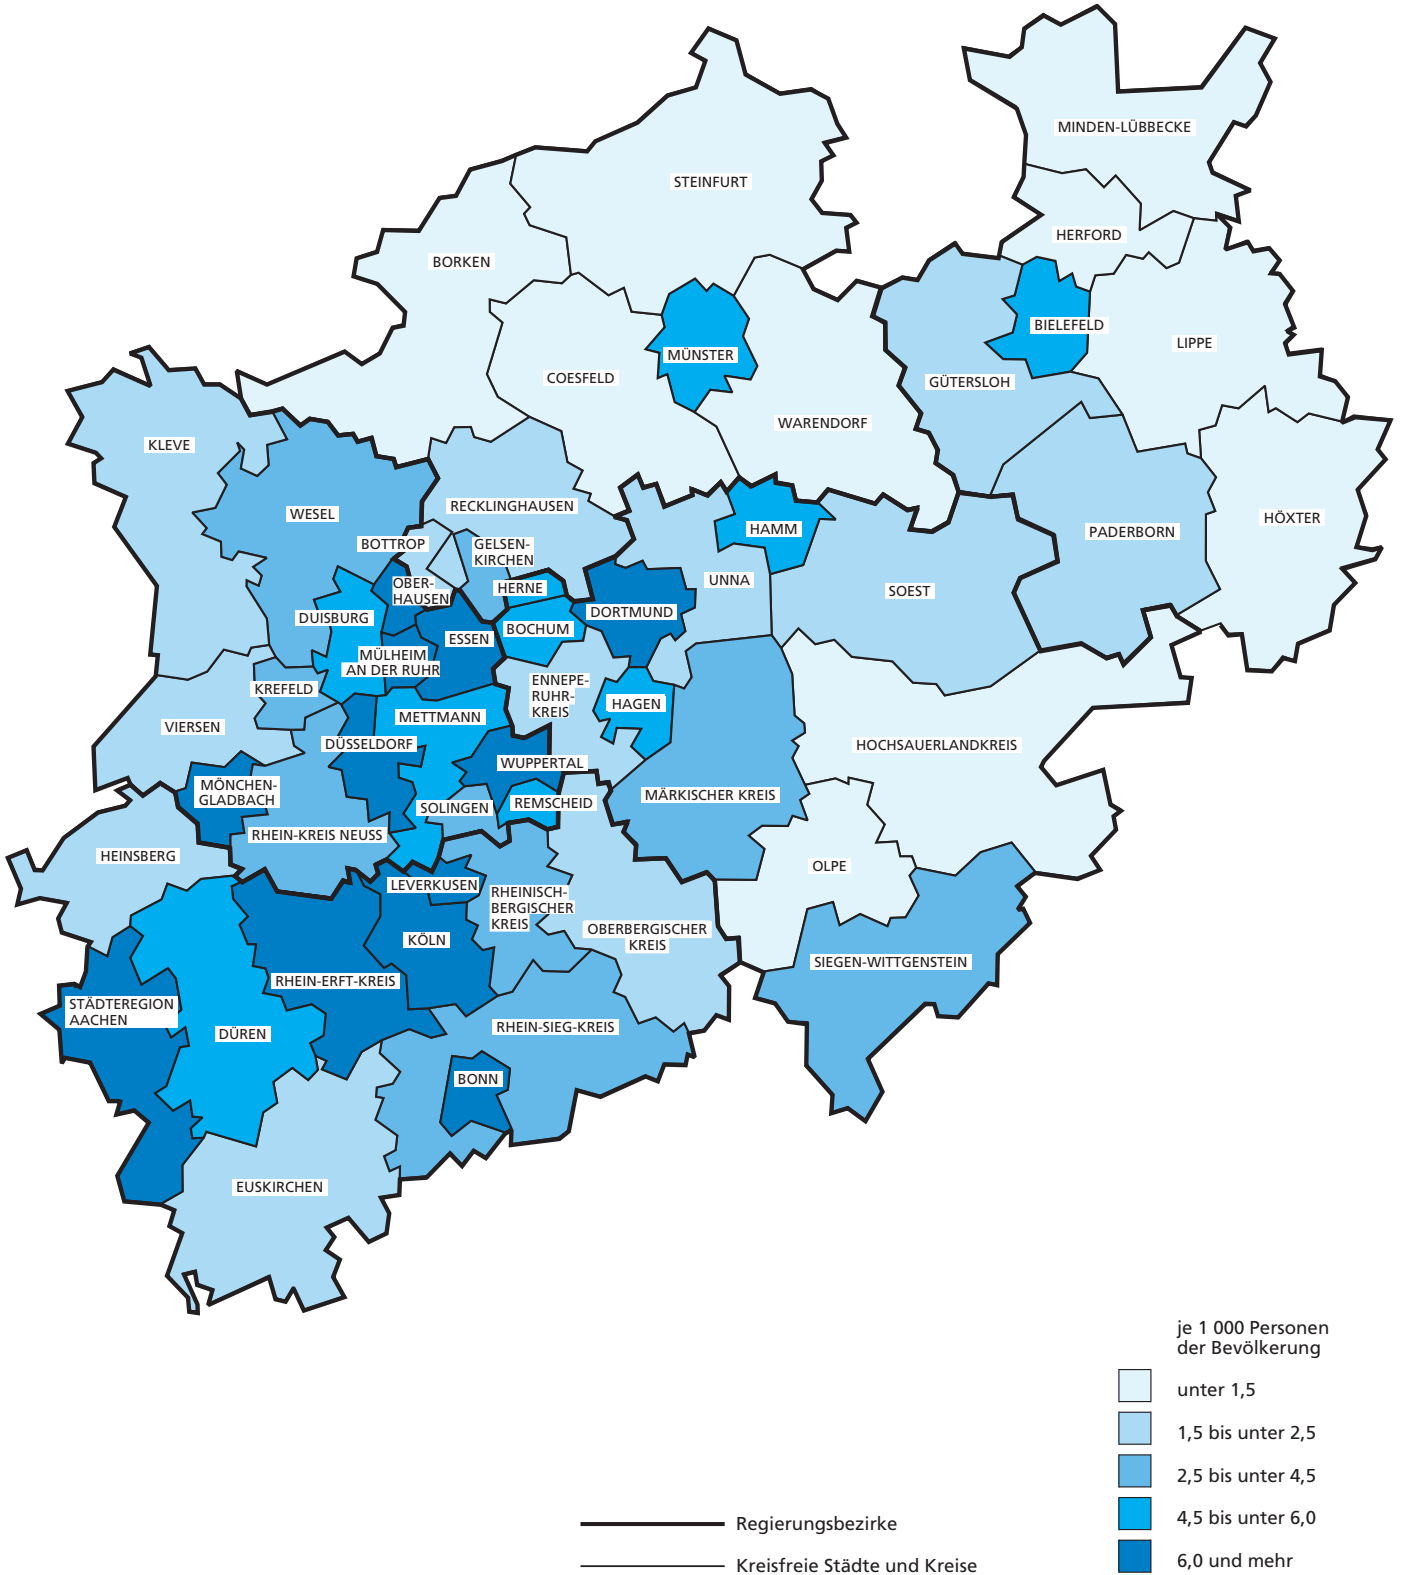 MINDEN-LÜBBECKE
STEINFURT
HERFORD
BORKEN
BIELEFELD
LIPPE
MÜNSTER
COESFELD
GÜTERSLOH
WARENDORF
KLEVE
RECKLINGHAUSEN
WESEL
HÖXTER
HAMM
PADERBORN
BOTTROP
GELSEN-
KIRCHEN
UNNA
OBER-
HAUSEN
HERNE
SOEST
DORTMUND
DUISBURG
BOCHUM
ESSEN
MÜLHEIM
AN DER RUHR
ENNEPE-
RUHR-
KREIS
KREFELD
HAGEN
METTMANN
VIERSEN
DÜSSELDORF
HOCHSAUERLANDKREIS
WUPPERTAL
MÖNCHEN-
GLADBACH
MÄRKISCHER KREIS
REMSCHEID
SOLINGEN
RHEIN-KREIS NEUSS
HEINSBERG
OLPE
LEVERKUSEN
RHEINISCH-
BERGISCHER
KREIS
OBERBERGISCHER
KREIS
KÖLN
SIEGEN-WITTGENSTEIN
RHEIN-ERFT-KREIS
STÄDTEREGION
AACHEN
RHEIN-SIEG-KREIS
DÜREN
BONN
EUSKIRCHEN
je 1 000 Personen
der Bevölkerung
unter 1,5
1,5 bis unter 2,5
2,5 bis unter 4,5
4,5 bis unter 6,0
6,0 und mehr
Regierungsbezirke
Kreisfreie Städte und Kreise